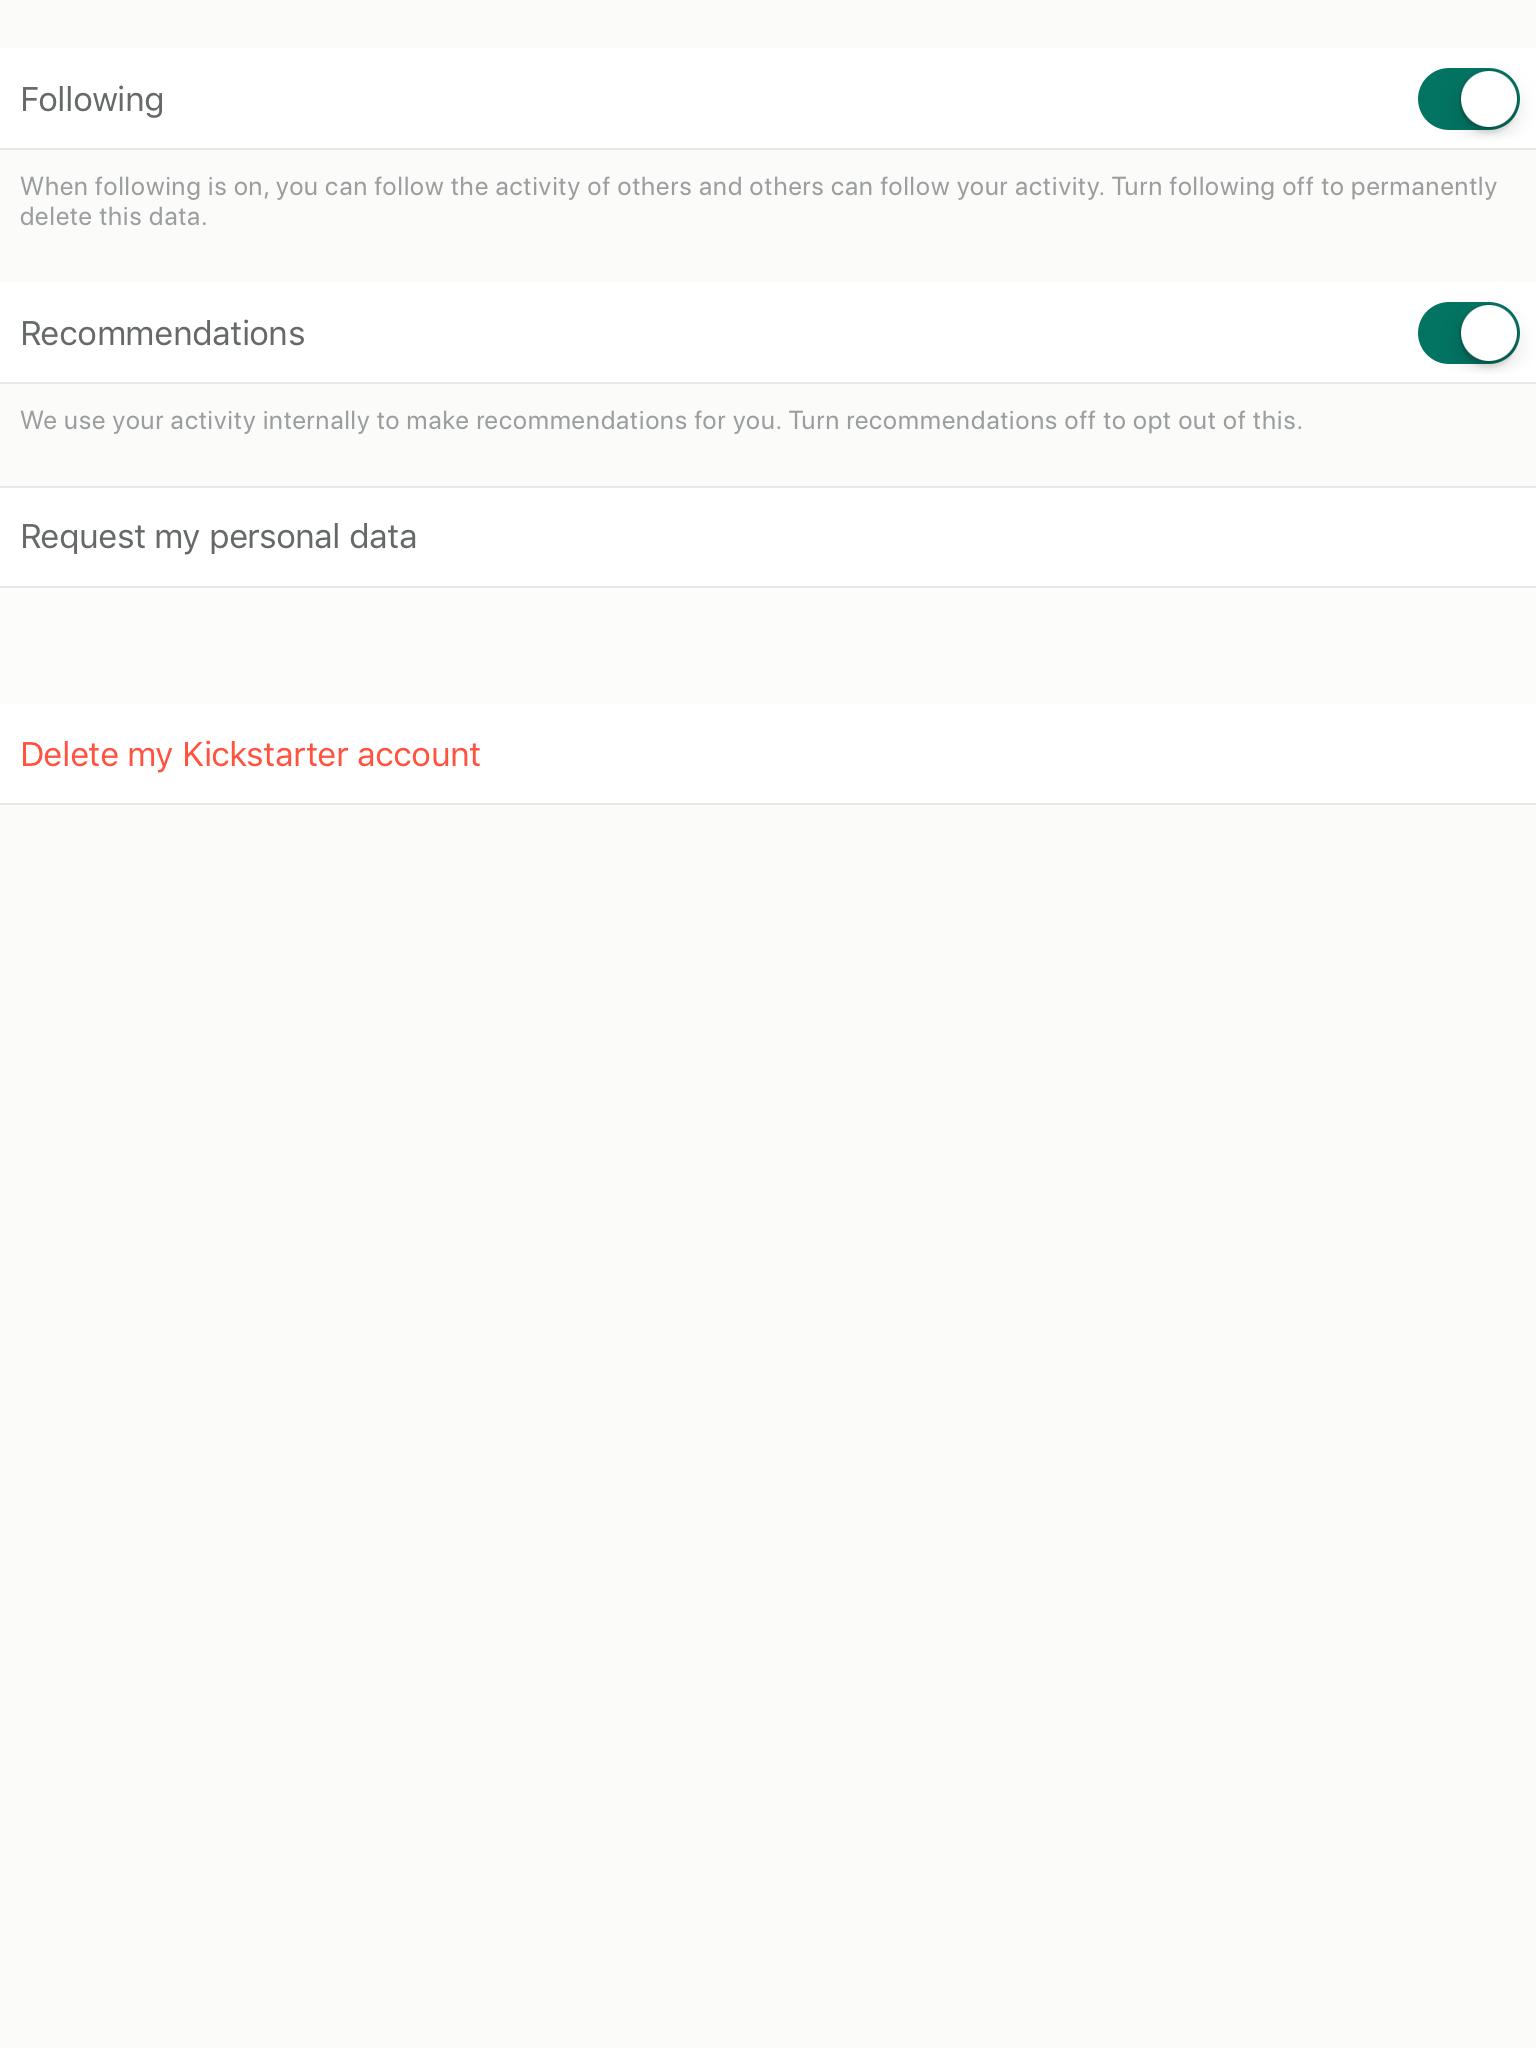 Following
When following is on, you can follow the activity of others and others can follow your activity. Turn following off to permanently
delete this data.
Recommendations
We use your activity internally to make recommendations for you. Turn recommendations off to opt out of this.
Request my personal data
Delete my Kickstarter account